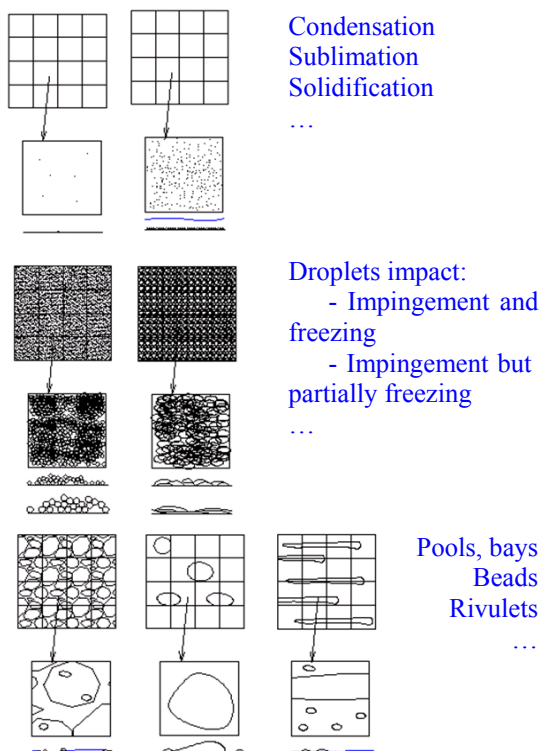 Condensation
Sublimation
Solidification
…
Droplets impact:
- Impingement and
freezing
- Impingement but
partially freezing
…
Pools, bays
Beads
Rivulets
…